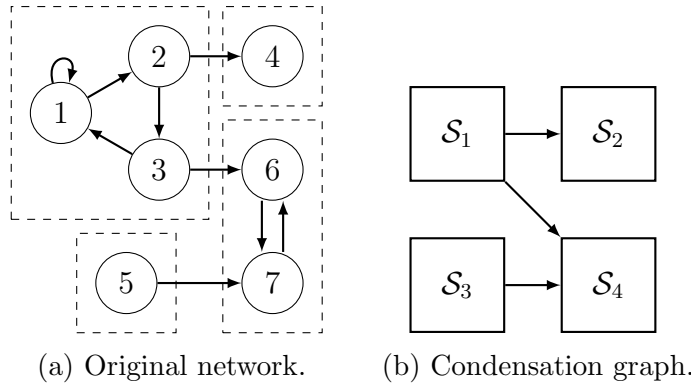 2
4
1
3
6
5
7
(a) Original network.
𝒮₁
𝒮₂
𝒮₃
𝒮₄
(b) Condensation graph.